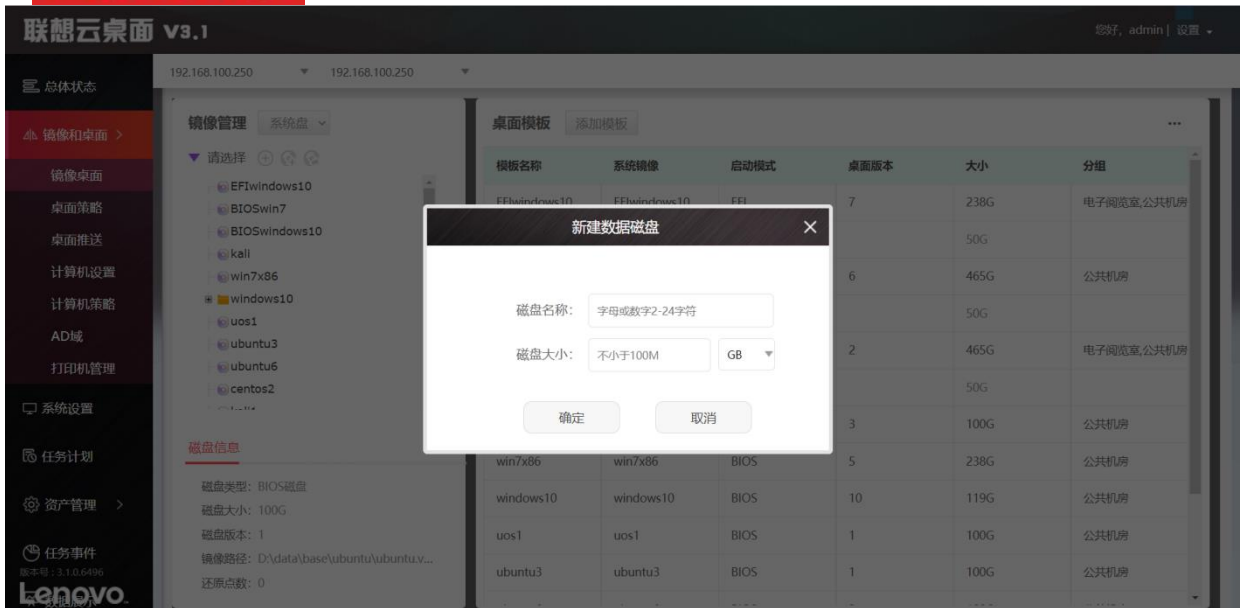 联想云桌面 V3.1
您好, admin | 设置
192.168.100.250 192.168.100.250
总体状态
镜像和桌面 >
镜像桌面
桌面策略
桌面推送
计算机设置
计算机策略
AD域
打印机管理
系统设置
任务计划
资产管理 >
任务事件
版本号 : 3.1.0.6496
Lenovo
镜像管理 系统盘
请选择
EFIwindows10
BIOSwin7
BIOSwindows10
kali
win7x86
windows10
uos1
ubuntu3
ubuntu6
centos2
磁盘信息
磁盘类型: BIOS磁盘
磁盘大小: 100G
磁盘版本: 1
镜像路径: D:\data\base\ubuntu\ubuntu.v...
还原点数: 0
桌面模板 添加模板 ...
模板名称 系统镜像 启动模式 桌面版本 大小 分组
EFIwindows10 EFIwindows10 EFI 7 238G 电子阅览室,公共机房
50G
6 465G 公共机房
50G
2 465G 电子阅览室,公共机房
50G
3 100G 公共机房
win7x86 win7x86 BIOS 5 238G 公共机房
windows10 windows10 BIOS 10 119G 公共机房
uos1 uos1 BIOS 1 100G 公共机房
ubuntu3 ubuntu3 BIOS 1 100G 公共机房
新建数据磁盘 ×
磁盘名称: 字母或数字2-24字符
磁盘大小: 不小于100M GB
确定 取消